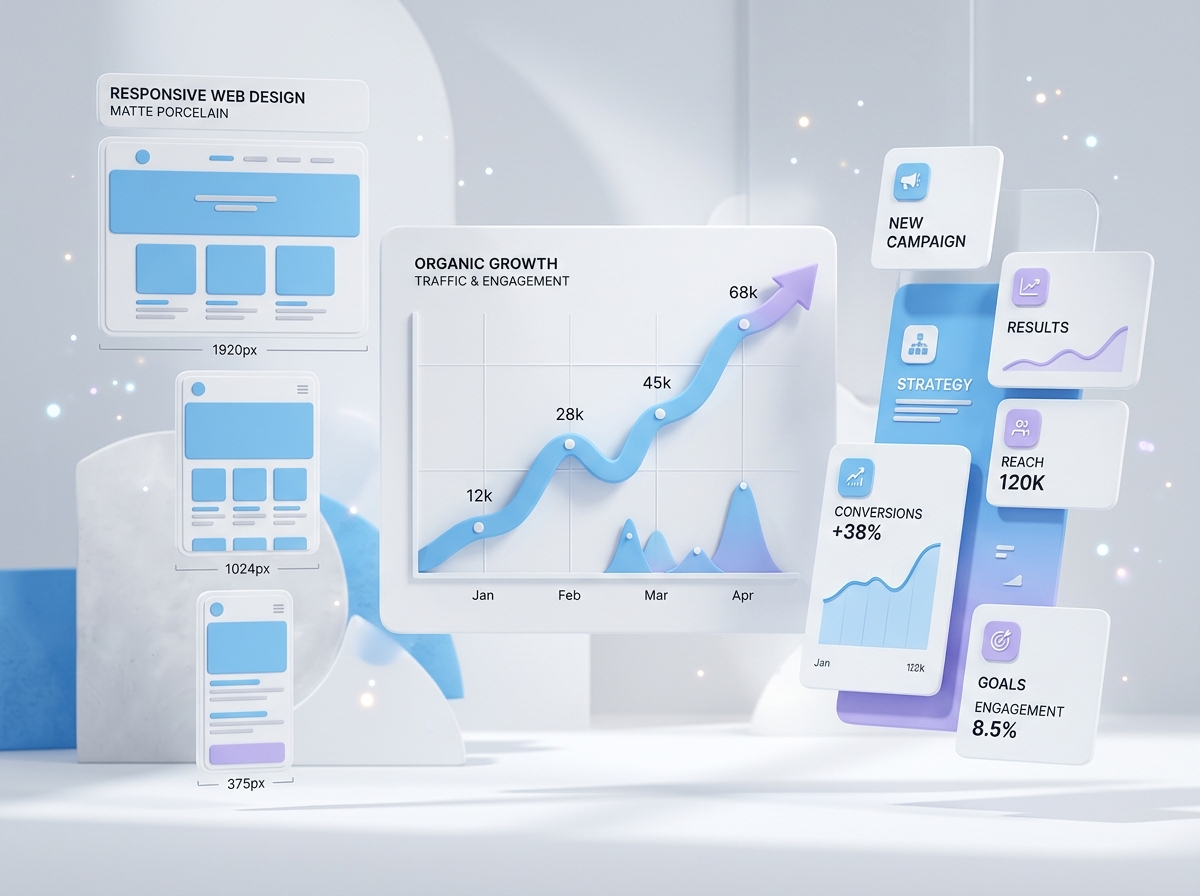 RESPONSIVE WEB DESIGN
MATTE PORCELAIN
1920px
1024px
375px
ORGANIC GROWTH
TRAFFIC & ENGAGEMENT
12k
28k
45k
68k
Jan
Feb
Mar
Apr
NEW
CAMPAIGN
STRATEGY
RESULTS
REACH
120K
CONVERSIONS
+38%
Jan
GOALS
ENGAGEMENT
8.5%